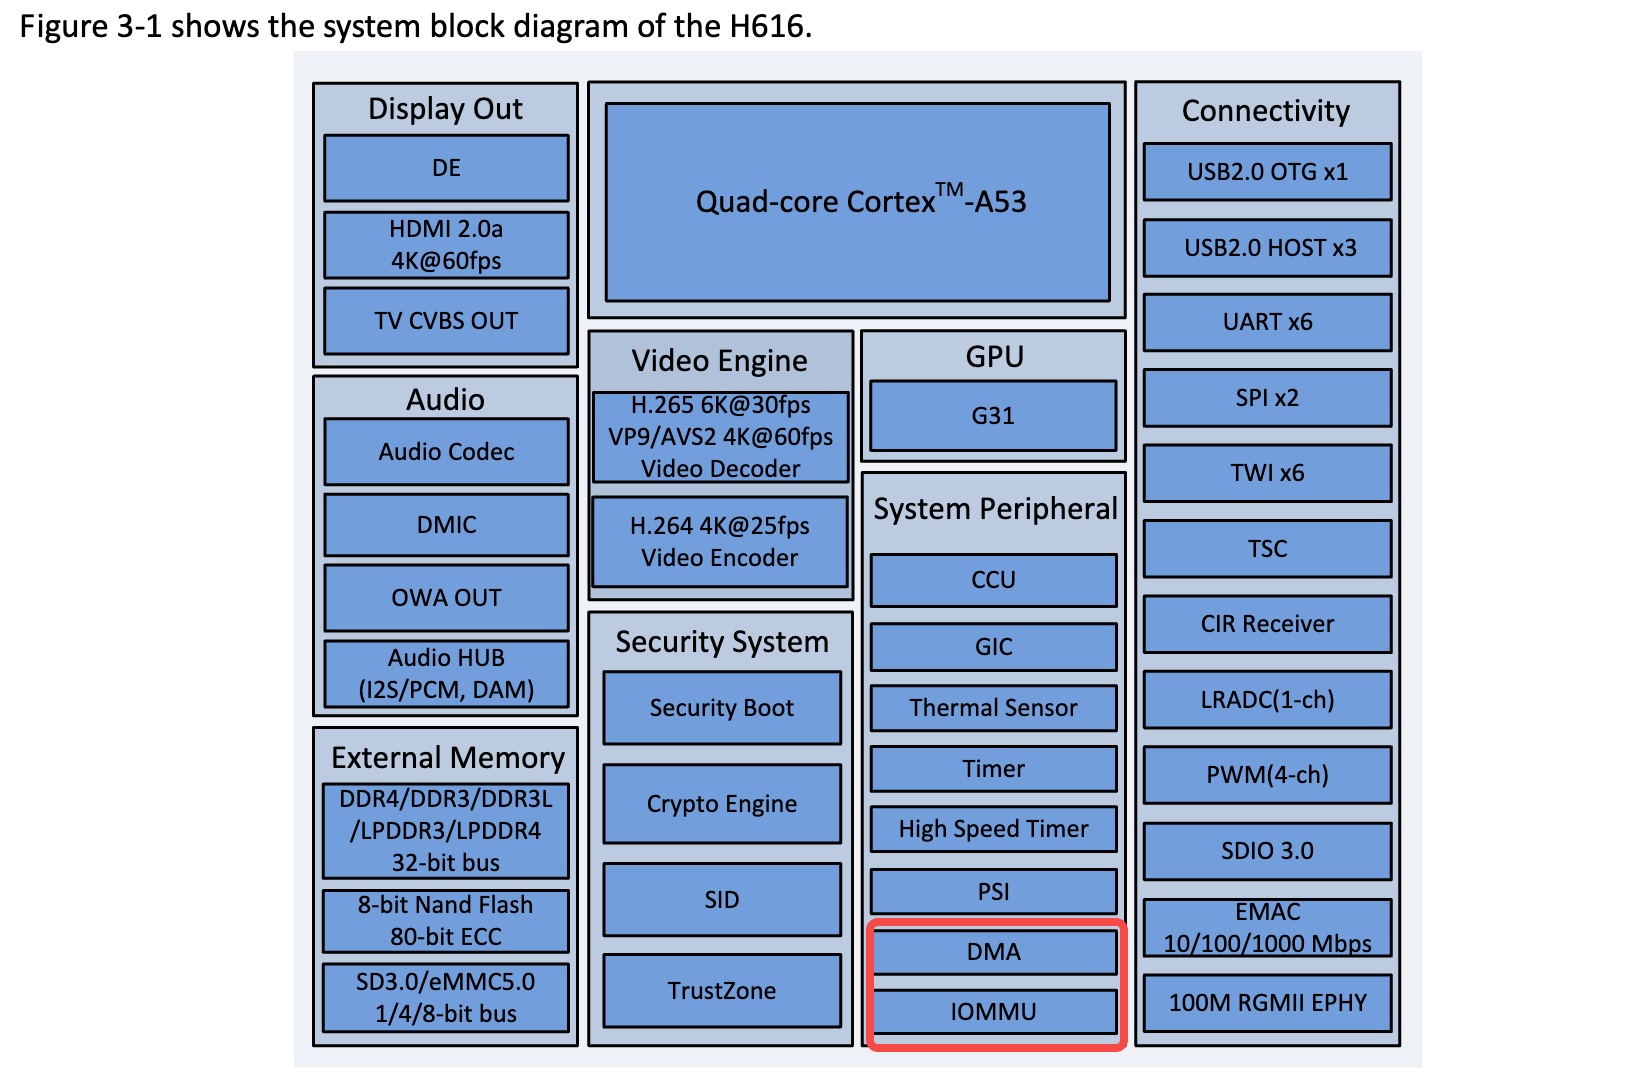 Figure 3-1 shows the system block diagram of the H616.
Display Out
DE
HDMI 2.0a
4K@60fps
TV CVBS OUT
Audio
Audio Codec
DMIC
OWA OUT
Audio HUB
(I2S/PCM, DAM)
External Memory
DDR4/DDR3/DDR3L
/LPDDR3/LPDDR4
32-bit bus
8-bit Nand Flash
80-bit ECC
SD3.0/eMMC5.0
1/4/8-bit bus
Quad-core Cortex™-A53
Video Engine
H.265 6K@30fps
VP9/AVS2 4K@60fps
Video Decoder
H.264 4K@25fps
Video Encoder
Security System
Security Boot
Crypto Engine
SID
TrustZone
GPU
G31
System Peripheral
CCU
GIC
Thermal Sensor
Timer
High Speed Timer
PSI
DMA
IOMMU
Connectivity
USB2.0 OTG x1
USB2.0 HOST x3
UART x6
SPI x2
TWI x6
TSC
CIR Receiver
LRADC(1-ch)
PWM(4-ch)
SDIO 3.0
EMAC
10/100/1000 Mbps
100M RGMII EPHY